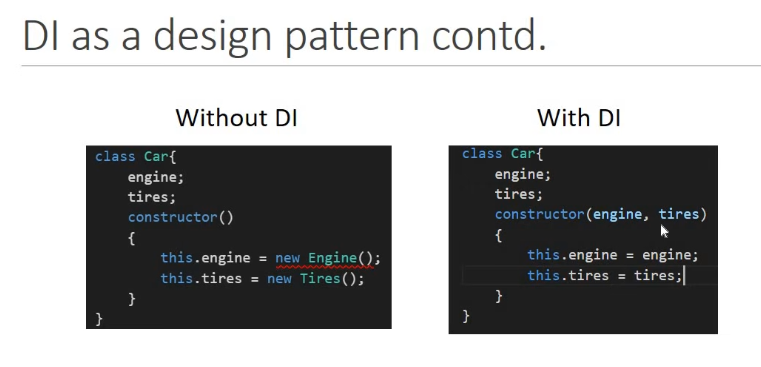 DI as a design pattern contd.
Without DI
class Car{
engine;
tires;
constructor()
{
this.engine = new Engine();
this.tires = new Tires();
}
}
With DI
class Car{
engine;
tires;
constructor(engine, tires)
{
this.engine = engine;
this.tires = tires;
}
}